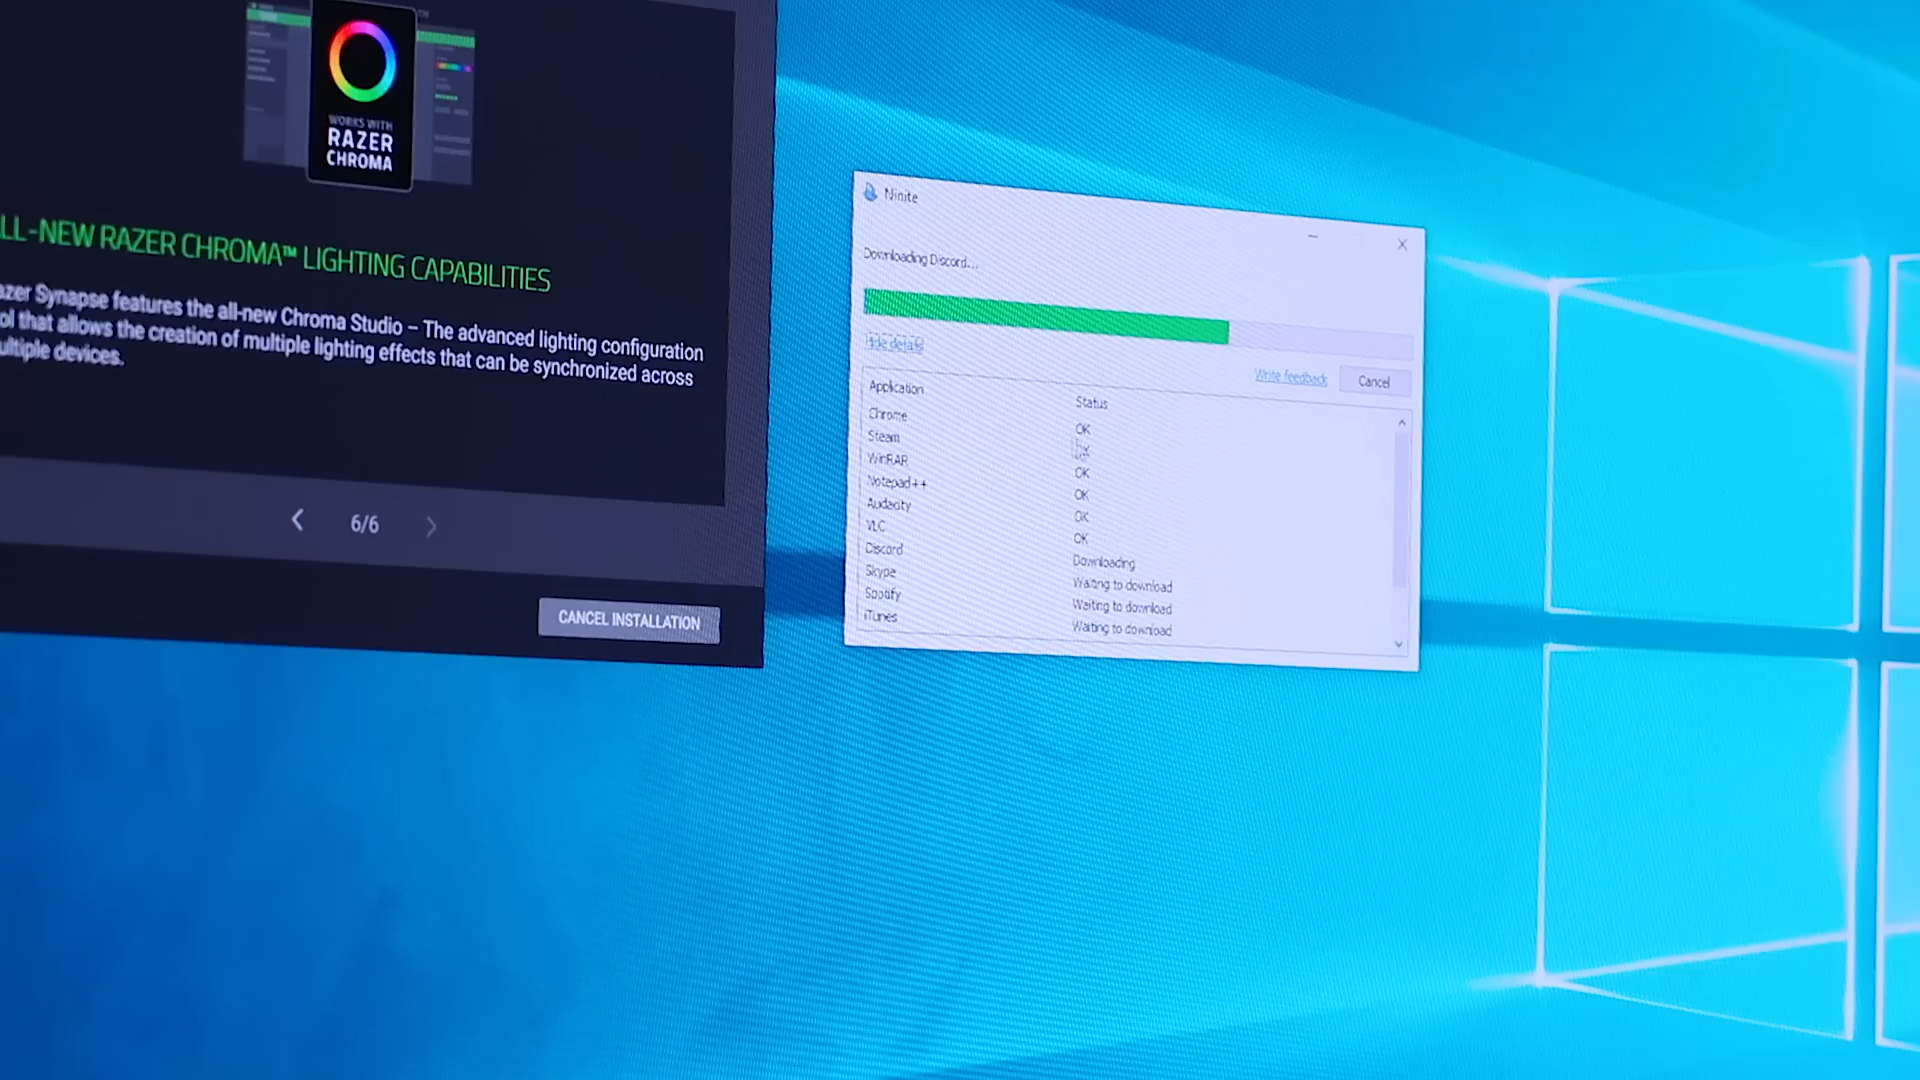 WORKS WITH
RAZER
CHROMA
LL-NEW RAZER CHROMA™ LIGHTING CAPABILITIES
azer Synapse features the all-new Chroma Studio – The advanced lighting configuration
ol that allows the creation of multiple lighting effects that can be synchronized across
ultiple devices.
6/6
CANCEL INSTALLATION
Ninite
Downloading Discord...
Hide details
Write feedback
Cancel
Application Status
Chrome OK
Steam
WinRAR OK
Notepad++ OK
Audacity OK
VLC OK
Discord Downloading
Skype Waiting to download
Spotify Waiting to download
iTunes Waiting to download